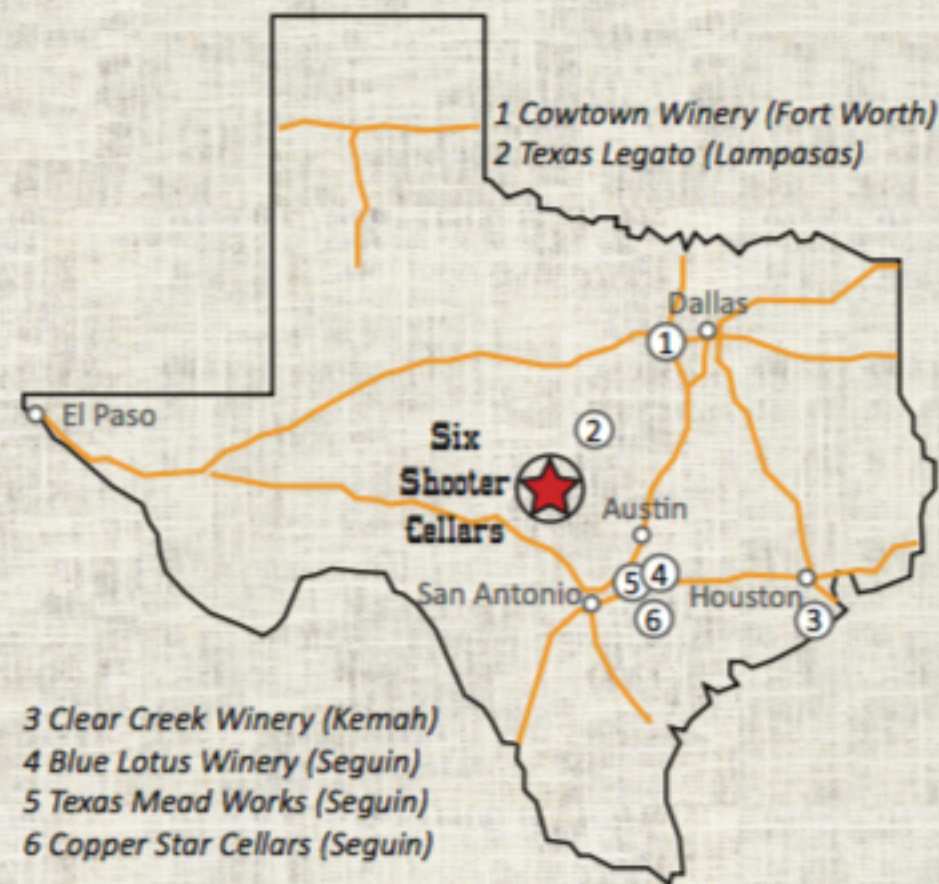 1 Cowtown Winery (Fort Worth)
2 Texas Legato (Lampasas)
Dallas
1
El Paso
2
Six
Shooter
Cellars
Austin
5
4
San Antonio
6
Houston
3
3 Clear Creek Winery (Kemah)
4 Blue Lotus Winery (Seguin)
5 Texas Mead Works (Seguin)
6 Copper Star Cellars (Seguin)